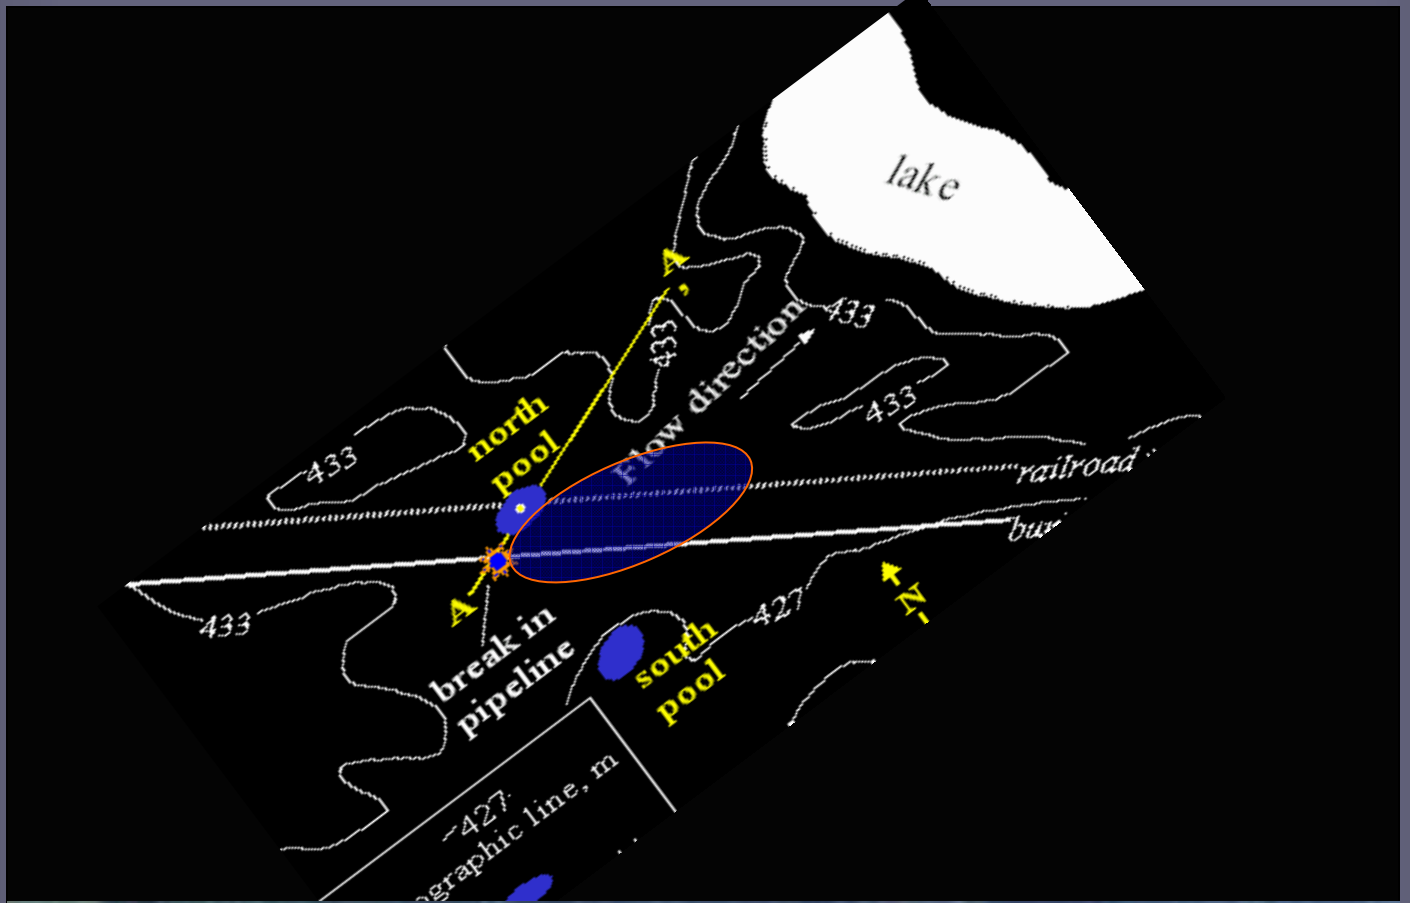 lake
A
,
433
433
Flow direction
433
north
pool
433
railroad
A
433
427
N
break in
pipeline
south
pool
427
line, m